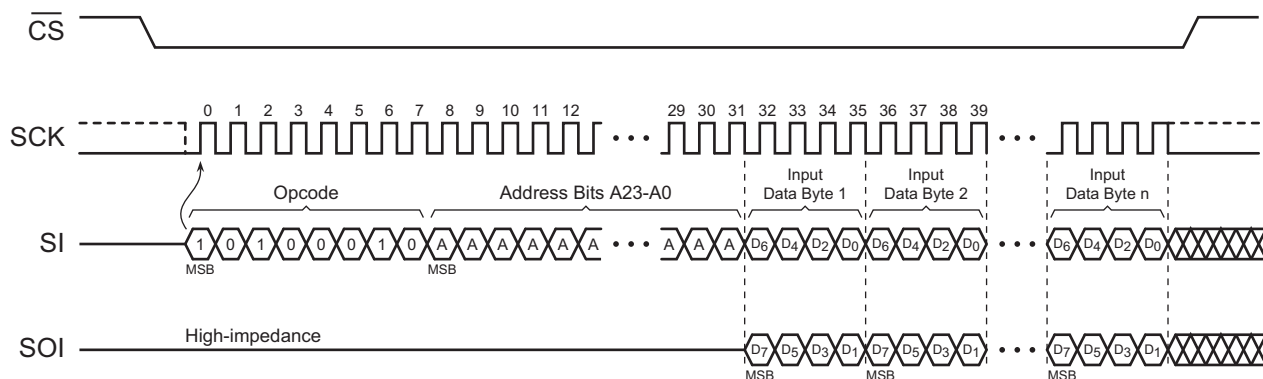 CS
0 1 2 3 4 5 6 7 8 9 10 11 12 29 30 31 32 33 34 35 36 37 38 39
SCK
Opcode
Address Bits A23-A0
Input
Data Byte 1
Input
Data Byte 2
Input
Data Byte n
SI
1 0 1 0 0 0 1 0 A A A A A A A A A D6 D4 D2 D0 D6 D4 D2 D0 D6 D4 D2 D0
MSB MSB
High-impedance
SOI
D7 D5 D3 D1 D7 D5 D3 D1 D7 D5 D3 D1
MSB MSB MSB